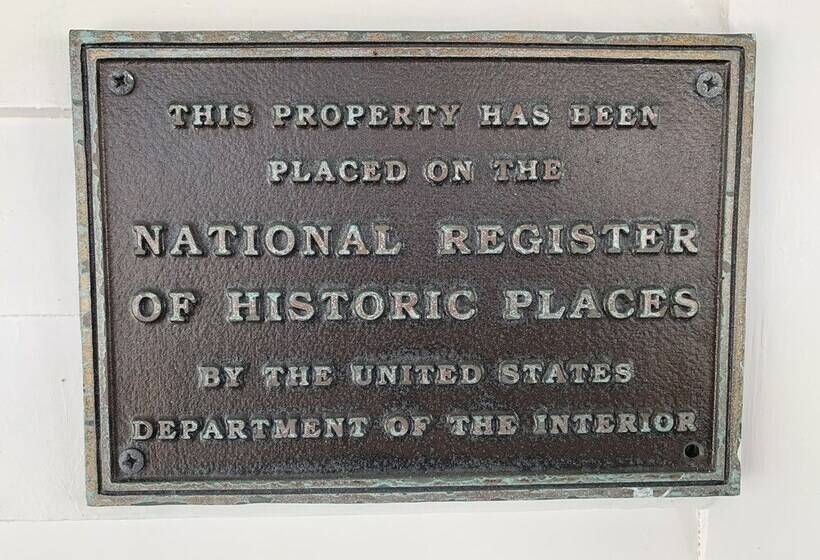 THIS PROPERTY HAS BEEN
PLACED ON THE
NATIONAL REGISTER
OF HISTORIC PLACES
BY THE UNITED STATES
DEPARTMENT OF THE INTERIOR